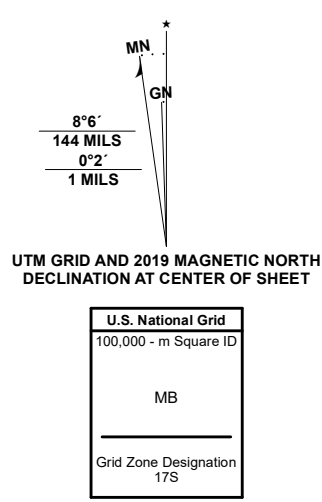 MN
GN
8°6´
144 MILS
0°2´
1 MILS
UTM GRID AND 2019 MAGNETIC NORTH
DECLINATION AT CENTER OF SHEET
U.S. National Grid
100,000 - m Square ID
MB
Grid Zone Designation
17S